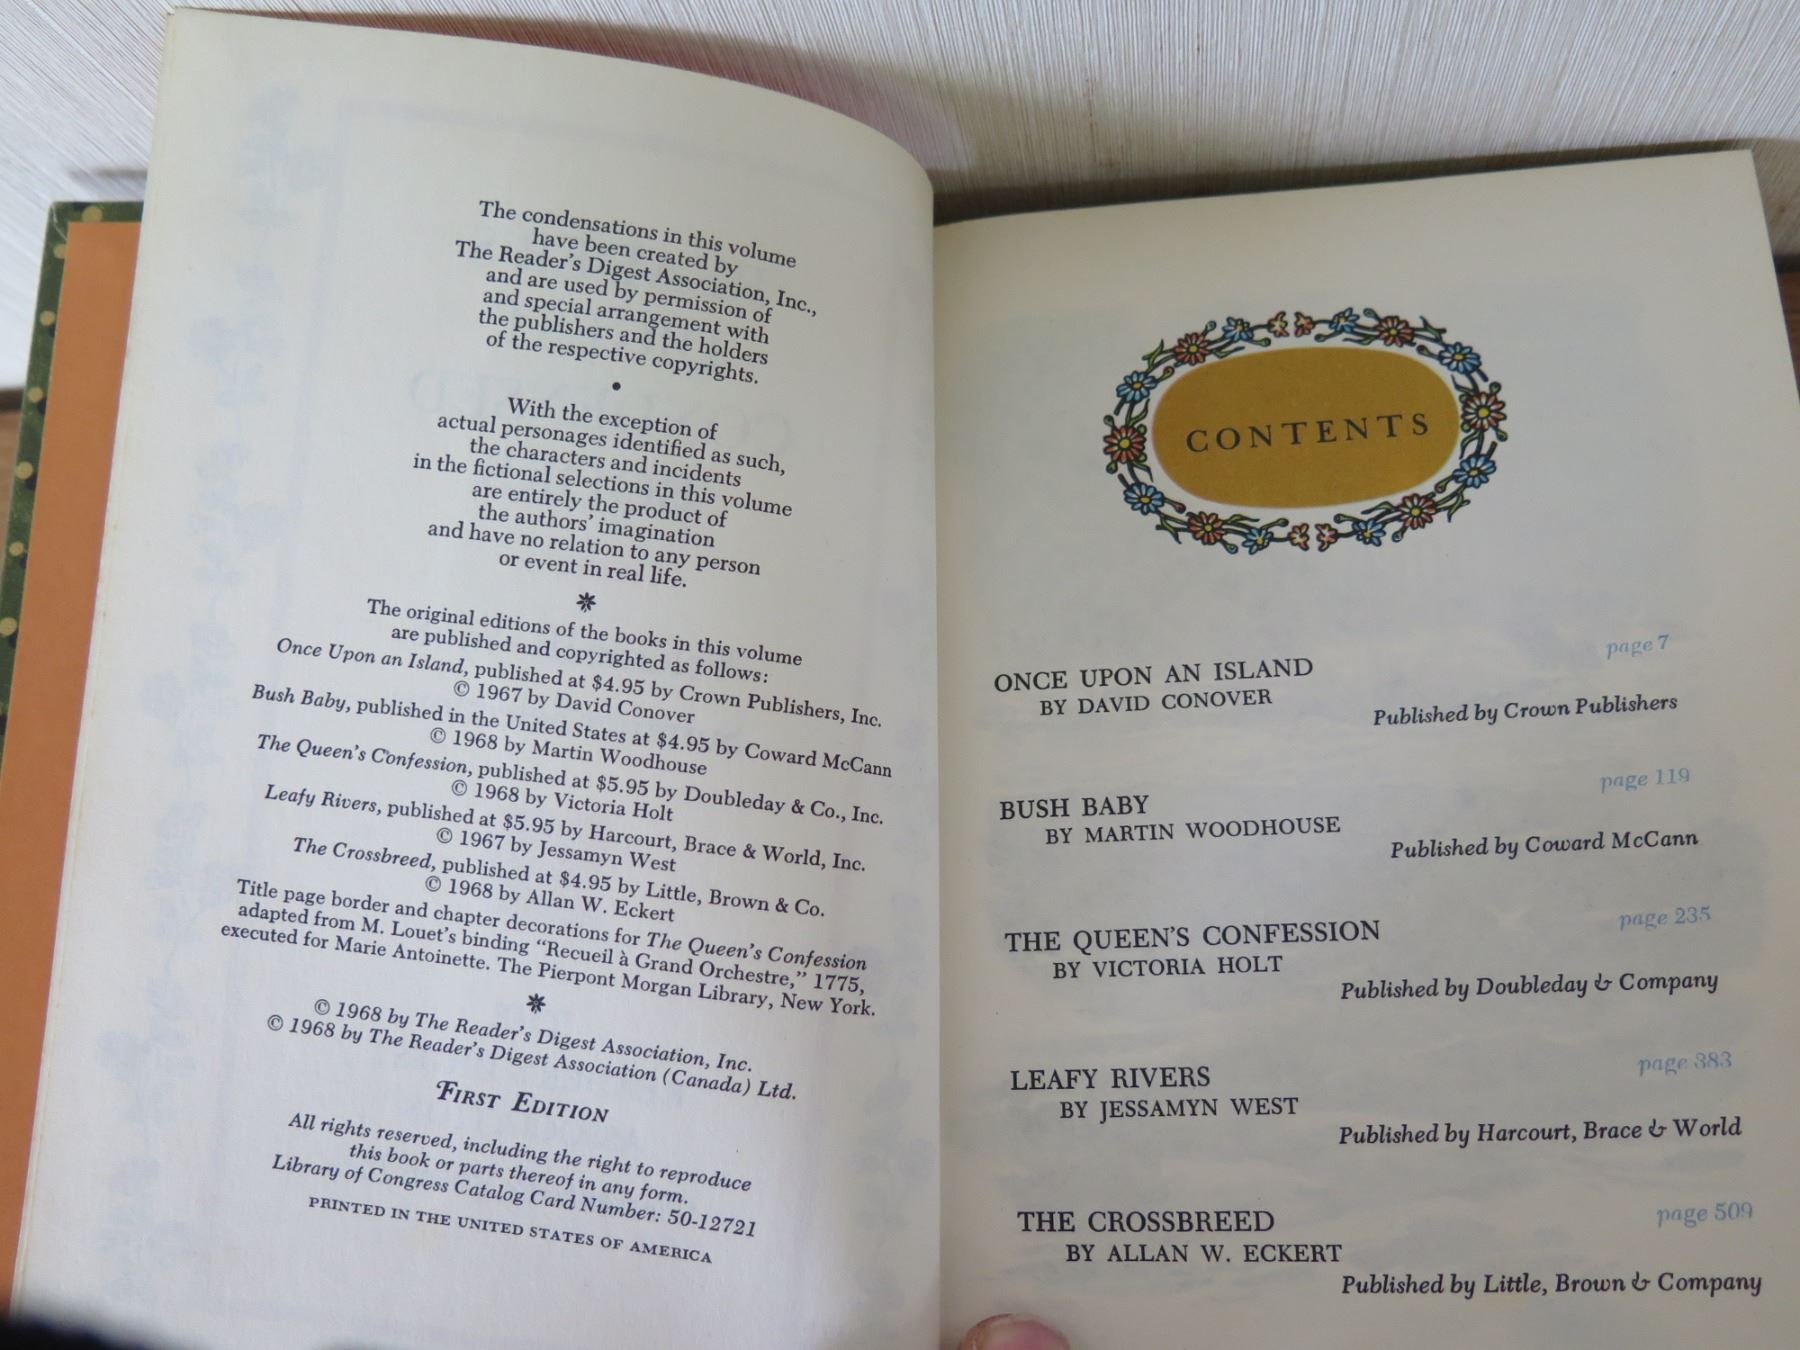 The condensations in this volume
have been created by
The Reader's Digest Association, Inc.,
and are used by permission of
and special arrangement with
the publishers and the holders
of the respective copyrights.
•
With the exception of
actual personages identified as such,
the characters and incidents
in the fictional selections in this volume
are entirely the product of
the authors' imagination
and have no relation to any person
or event in real life.
The original editions of the books in this volume
are published and copyrighted as follows:
Once Upon an Island, published at $4.95 by Crown Publishers, Inc.
© 1967 by David Conover
Bush Baby, published in the United States at $4.95 by Coward McCann
© 1968 by Martin Woodhouse
The Queen's Confession, published at $5.95 by Doubleday & Co., Inc.
© 1968 by Victoria Holt
Leafy Rivers, published at $5.95 by Harcourt, Brace & World, Inc.
© 1967 by Jessamyn West
The Crossbreed, published at $4.95 by Little, Brown & Co.
© 1968 by Allan W. Eckert
Title page border and chapter decorations for The Queen's Confession
adapted from M. Louet's binding "Recueil à Grand Orchestre," 1775,
executed for Marie Antoinette. The Pierpont Morgan Library, New York.
© 1968 by The Reader's Digest Association, Inc.
© 1968 by The Reader's Digest Association (Canada) Ltd.
FIRST EDITION
All rights reserved, including the right to reproduce
this book or parts thereof in any form.
Library of Congress Catalog Card Number: 50-12721
PRINTED IN THE UNITED STATES OF AMERICA
CONTENTS
page 7
ONCE UPON AN ISLAND
BY DAVID CONOVER
Published by Crown Publishers
page 119
BUSH BABY
BY MARTIN WOODHOUSE
Published by Coward McCann
page 235
THE QUEEN'S CONFESSION
BY VICTORIA HOLT
Published by Doubleday & Company
page 383
LEAFY RIVERS
BY JESSAMYN WEST
Published by Harcourt, Brace & World
page 509
THE CROSSBREED
BY ALLAN W. ECKERT
Published by Little, Brown & Company